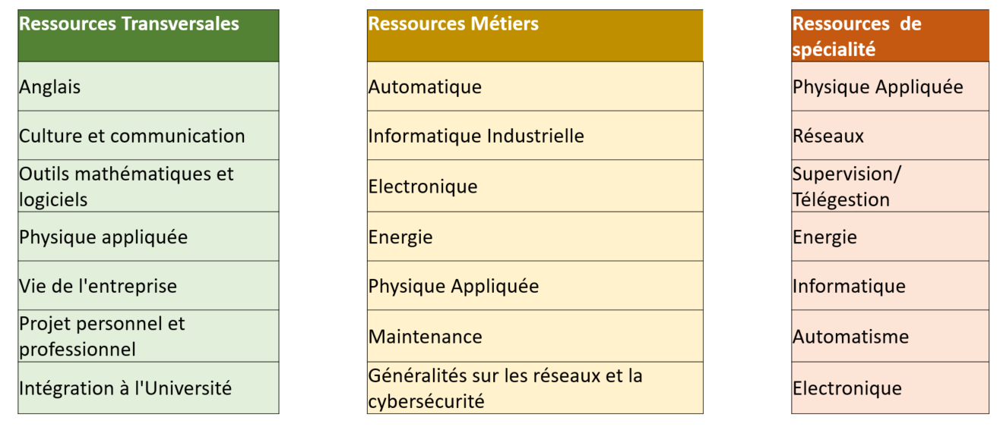 Ressources Transversales
Anglais
Culture et communication
Outils mathématiques et
logiciels
Physique appliquée
Vie de l'entreprise
Projet personnel et
professionnel
Intégration à l'Université
Ressources Métiers
Automatique
Informatique Industrielle
Electronique
Energie
Physique Appliquée
Maintenance
Généralités sur les réseaux et la
cybersécurité
Ressources de
spécialité
Physique Appliquée
Réseaux
Supervision/
Télégestion
Energie
Informatique
Automatisme
Electronique